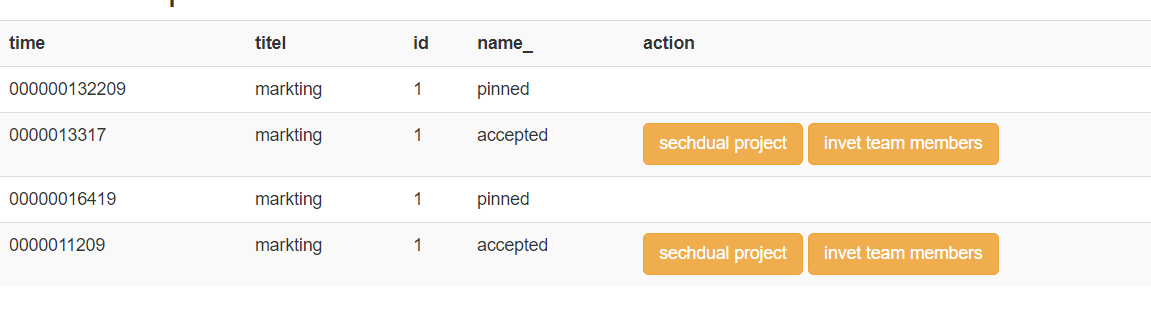 time titel id name_ action
000000132209 markting 1 pinned
0000013317 markting 1 accepted sechdual project invet team members
00000016419 markting 1 pinned
0000011209 markting 1 accepted sechdual project invet team members